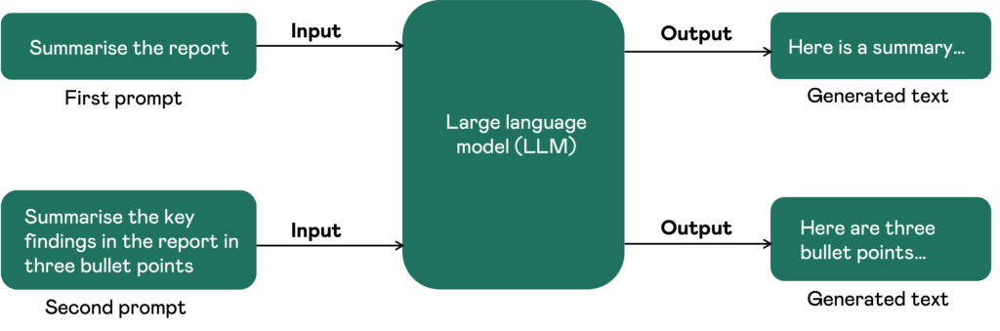 Summarise the report
First prompt
Input
Large language
model (LLM)
Output
Here is a summary…
Generated text
Summarise the key
findings in the report in
three bullet points
Second prompt
Input
Output
Here are three
bullet points…
Generated text